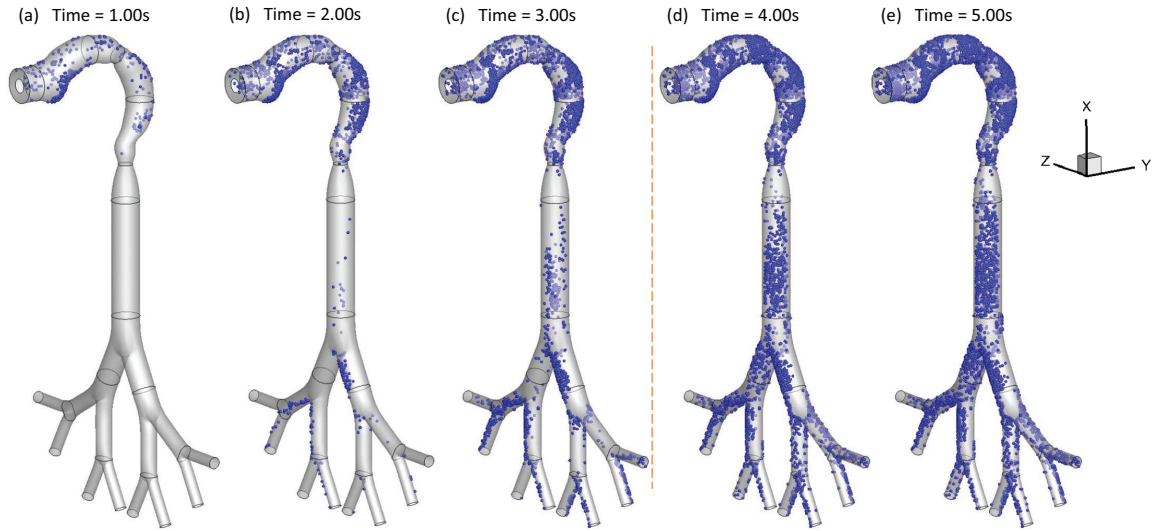 (a) Time = 1.00s
(b) Time = 2.00s
(c) Time = 3.00s
(d) Time = 4.00s
(e) Time = 5.00s
X
Z
Y